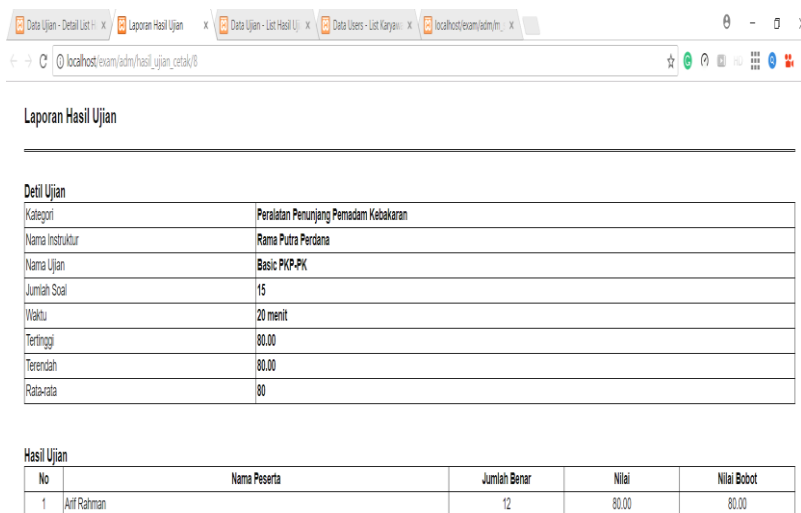 Data Ujian - Detail List H
Laporan Hasil Ujian
Data Ujian - List Hasil Uj
Data Users - List Karyaw
localhost/exam/adm/m_
localhost/exam/adm/hasil_ujian_cetak/8
Laporan Hasil Ujian
Detil Ujian
Kategori Peralatan Penunjang Pemadam Kebakaran
Nama Instruktur Rama Putra Perdana
Nama Ujian Basic PKP-PK
Jumlah Soal 15
Waktu 20 menit
Tertinggi 80.00
Terendah 80.00
Rata-rata 80
Hasil Ujian
No Nama Peserta Jumlah Benar Nilai Nilai Bobot
1 Arif Rahman 12 80.00 80.00